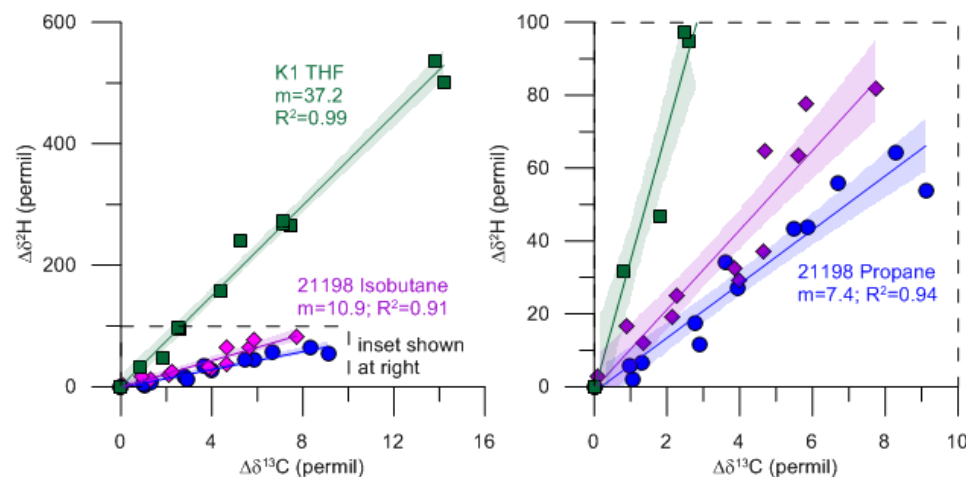 600
400
200
0
Δδ²H (permil)
K1 THF
m=37.2
R²=0.99
21198 Isobutane
m=10.9; R²=0.91
inset shown
at right
0
4
8
12
16
Δδ¹³C (permil)
100
80
60
40
20
0
Δδ²H (permil)
21198 Propane
m=7.4; R²=0.94
0
2
4
6
8
10
Δδ¹³C (permil)